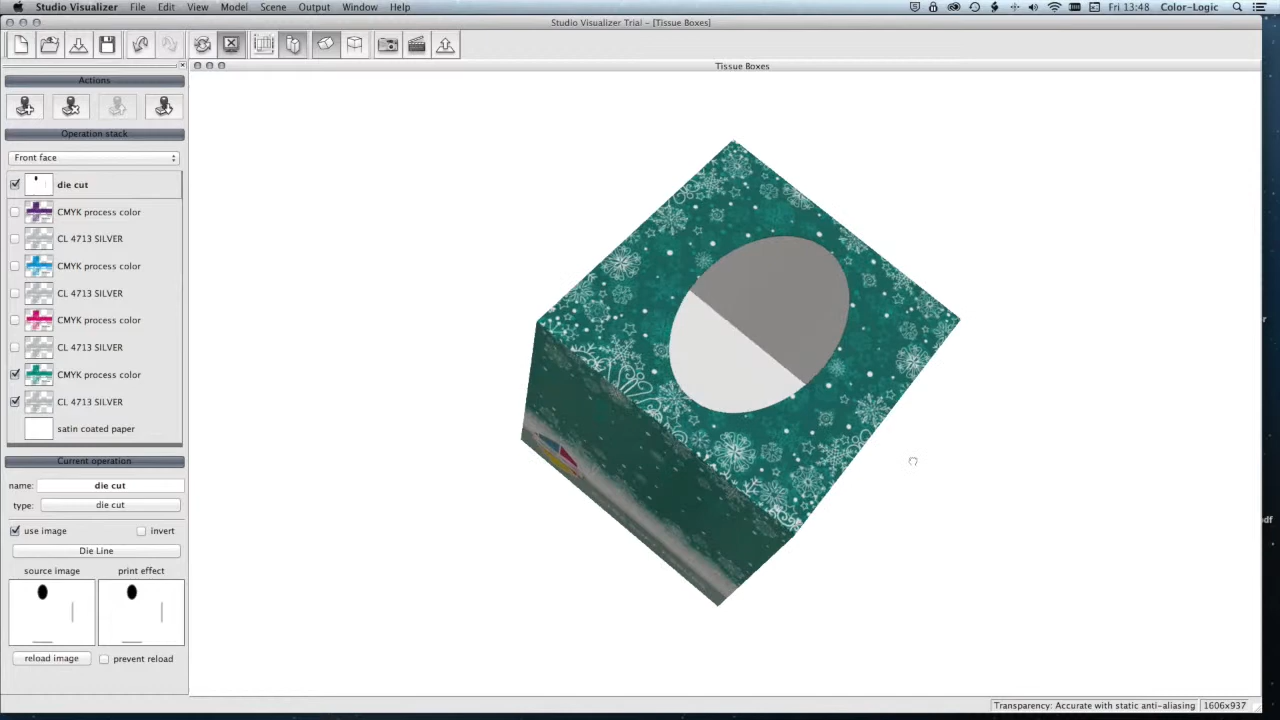 Studio Visualizer File Edit View Model Scene Output Window Help Fri 13:48 Color-Logic
Studio Visualizer Trial - [Tissue Boxes]
Tissue Boxes
Actions
Operation stack
Front face
die cut
CMYK process color
CL 4713 SILVER
CMYK process color
CL 4713 SILVER
CMYK process color
CL 4713 SILVER
CMYK process color
CL 4713 SILVER
satin coated paper
Current operation
name: die cut
type: die cut
use image invert
Die Line
source image print effect
reload image prevent reload
df
Transparency: Accurate with static anti-aliasing 1606x937